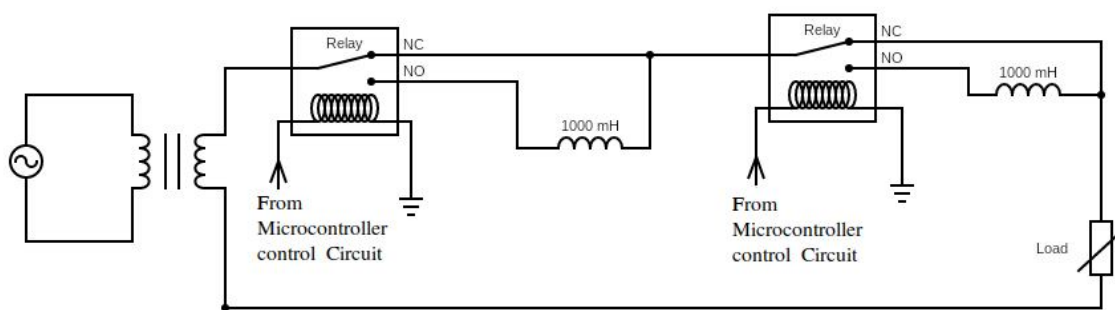 Relay
NC
NO
1000 mH
From
Microcontroller
control Circuit
Relay
NC
NO
1000 mH
From
Microcontroller
control Circuit
Load